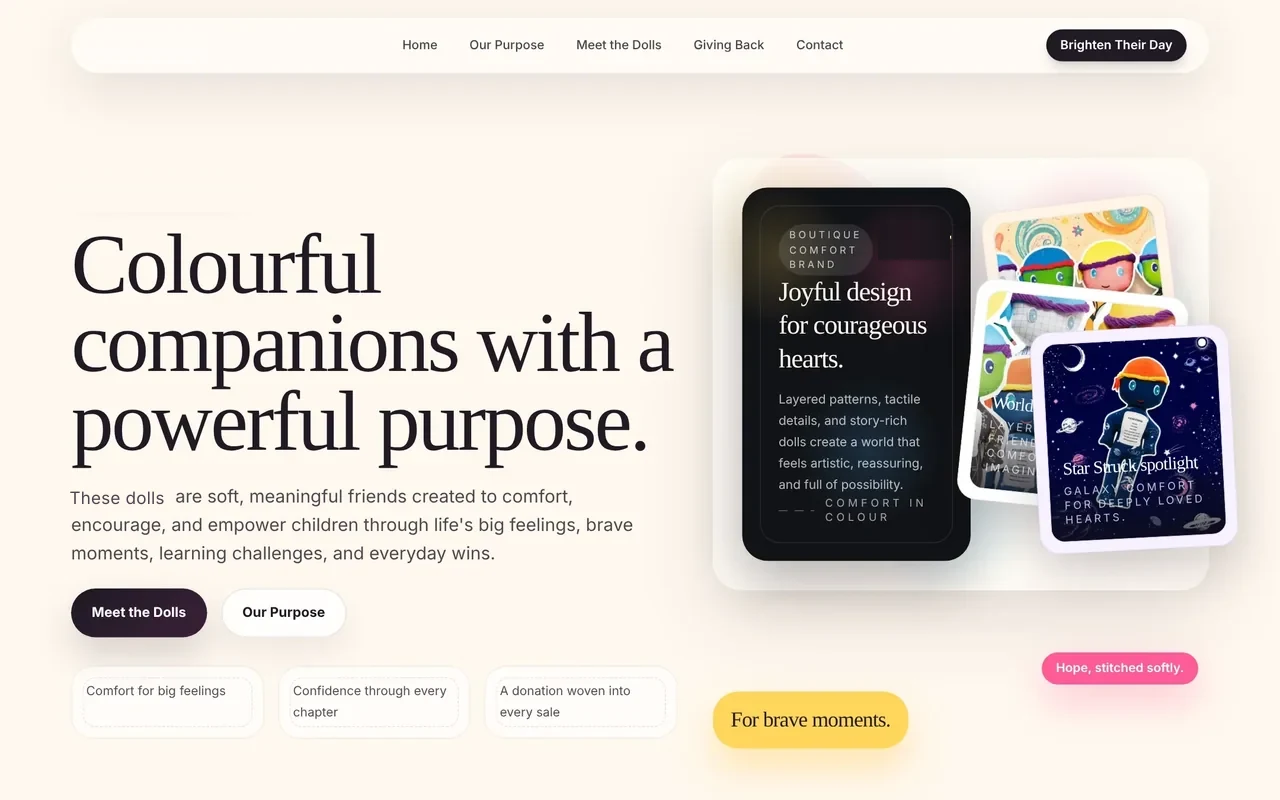 Home
Our Purpose
Meet the Dolls
Giving Back
Contact
Brighten Their Day
Colourful
companions with a
powerful purpose.
These dolls are soft, meaningful friends created to comfort,
encourage, and empower children through life's big feelings, brave
moments, learning challenges, and everyday wins.
Meet the Dolls
Our Purpose
Comfort for big feelings
Confidence through every
chapter
A donation woven into
every sale
BOUTIQUE
COMFORT
BRAND
Joyful design
for courageous
hearts.
Layered patterns, tactile
details, and story-rich
dolls create a world that
feels artistic, reassuring,
and full of possibility.
COMFORT IN
COLOUR
World
Star Struck spotlight
GALAXY COMFORT
FOR DEEPLY LOVED
HEARTS.
Hope, stitched softly.
For brave moments.